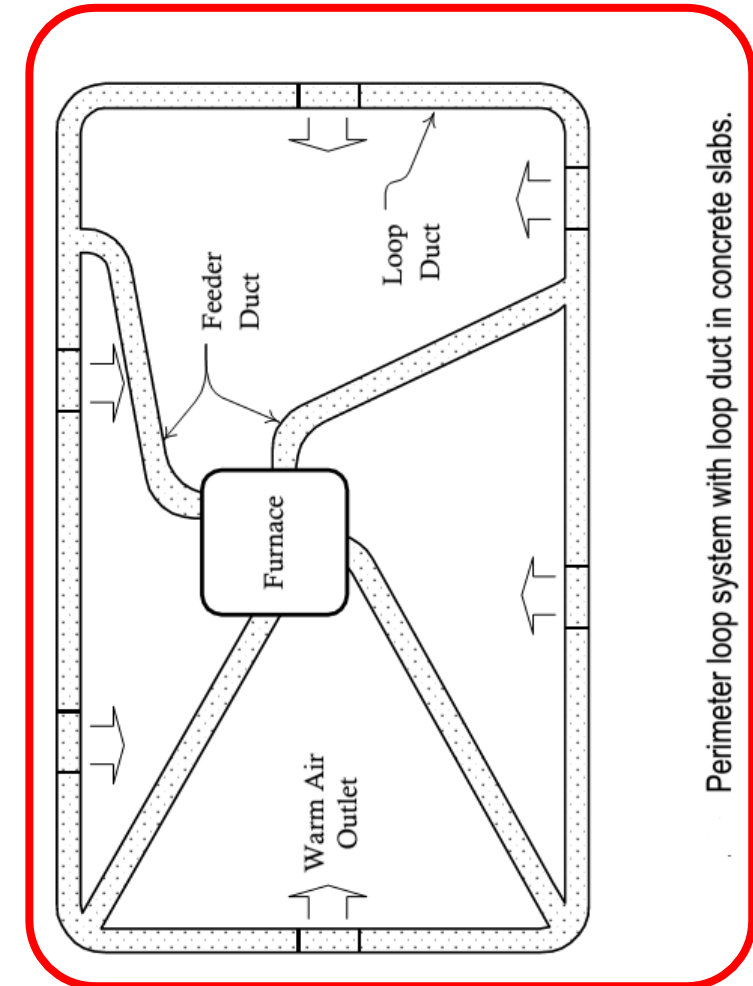 Feeder
Duct
Loop
Duct
Furnace
Warm Air
Outlet
Perimeter loop system with loop duct in concrete slabs.